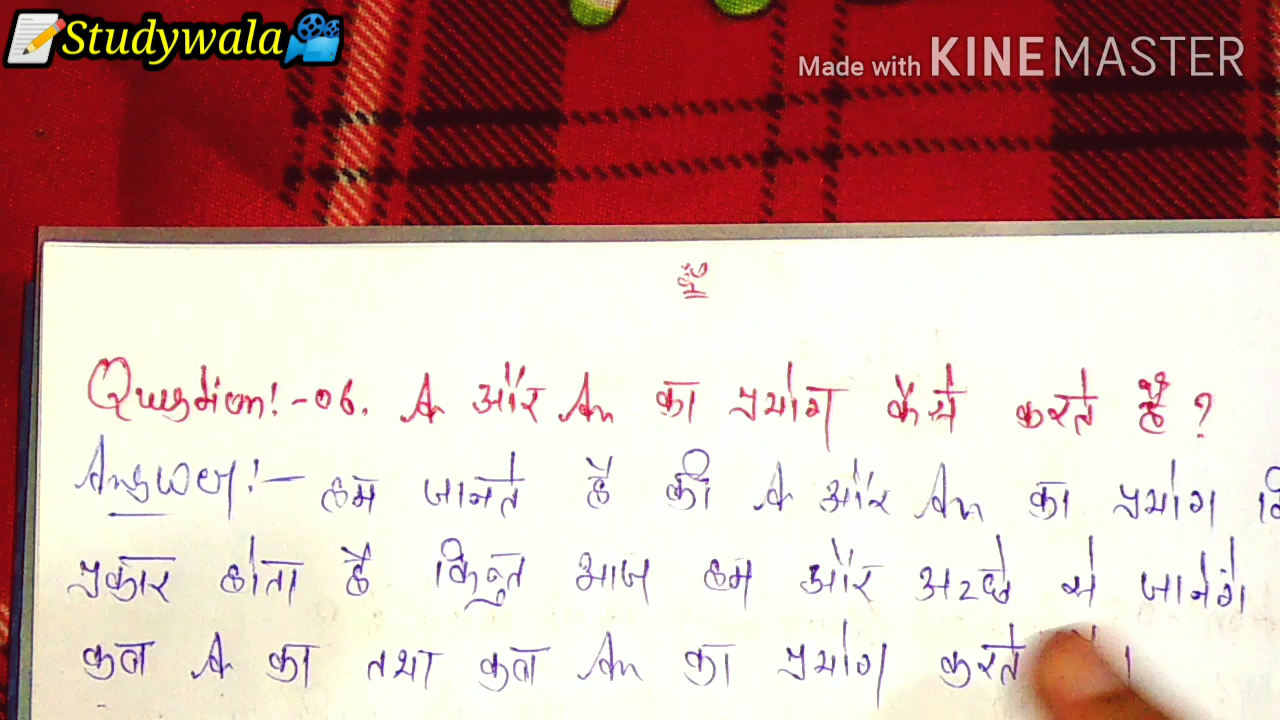 Studywala
Made with KINEMASTER
ॐ
Question:-06. A और An का प्रयोग कैसे करते हैं ?
Answer:- हम जानते है की A और An का प्रयोग
प्रकार होता है किन्तु आज हम और अच्छे से जानेगे
कब A का तथा कब An का प्रयोग करते ।